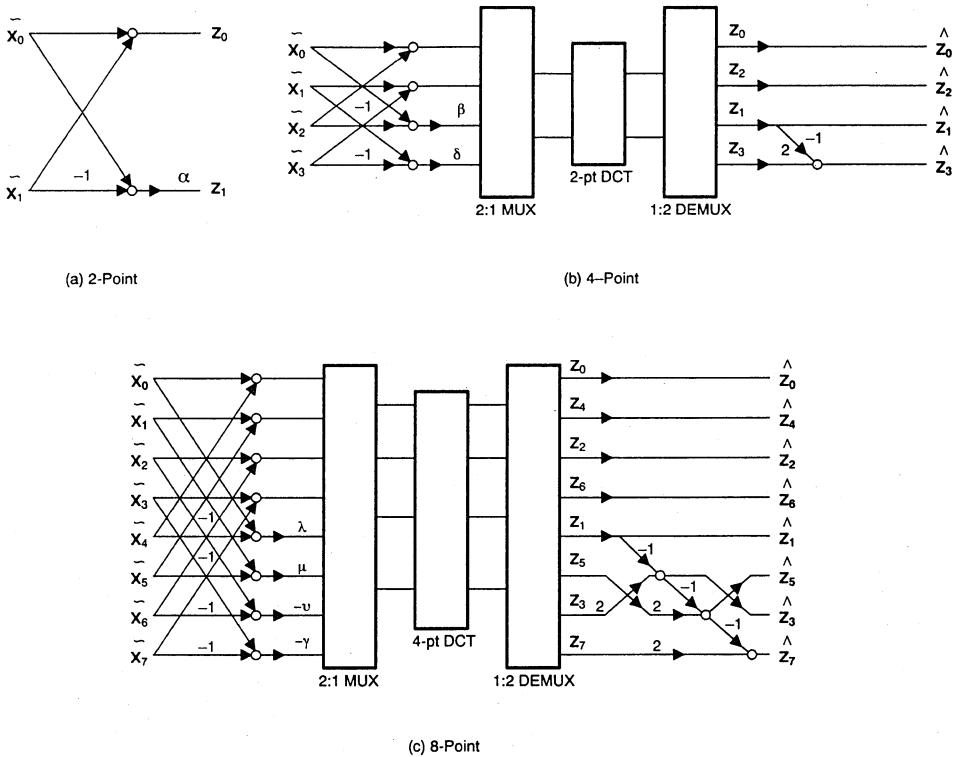 x̃₀ Z₀
x̃₁ -1 α Z₁
(a) 2-Point
x̃₀ Z₀ Ẑ₀
x̃₁ Z₂ Ẑ₂
-1 β
x̃₂ Z₁ Ẑ₁
-1 δ -1
x̃₃ Z₃ 2 Ẑ₃
2-pt DCT
2:1 MUX 1:2 DEMUX
(b) 4--Point
x̃₀ Z₀ Ẑ₀
x̃₁ Z₄ Ẑ₄
x̃₂ Z₂ Ẑ₂
x̃₃ Z₆ Ẑ₆
-1 λ
x̃₄ Z₁ Ẑ₁
-1 μ -1
x̃₅ Z₅ -1 Ẑ₅
-1 -υ
x̃₆ Z₃ 2 2 -1 Ẑ₃
-1 -γ
x̃₇ Z₇ 2 Ẑ₇
4-pt DCT
2:1 MUX 1:2 DEMUX
(c) 8-Point